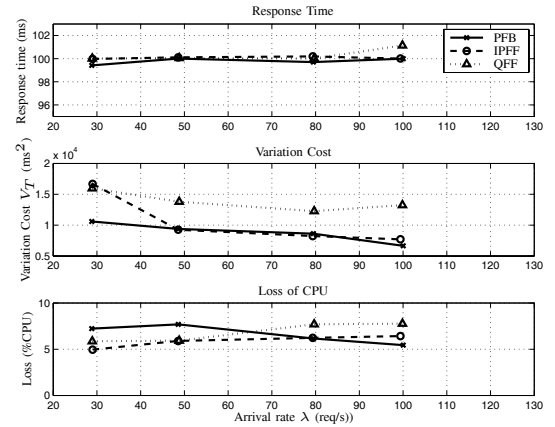 Response Time
Response time (ms)
102
100
98
96
20 30 40 50 60 70 80 90 100 110 120 130
PFB
IPFF
QFF
Variation Cost
x 10^4
Variation Cost V_T (ms^2)
2
1.5
1
0.5
20 30 40 50 60 70 80 90 100 110 120 130
Loss of CPU
Loss (%CPU)
10
5
0
20 30 40 50 60 70 80 90 100 110 120 130
Arrival rate λ (req/s))